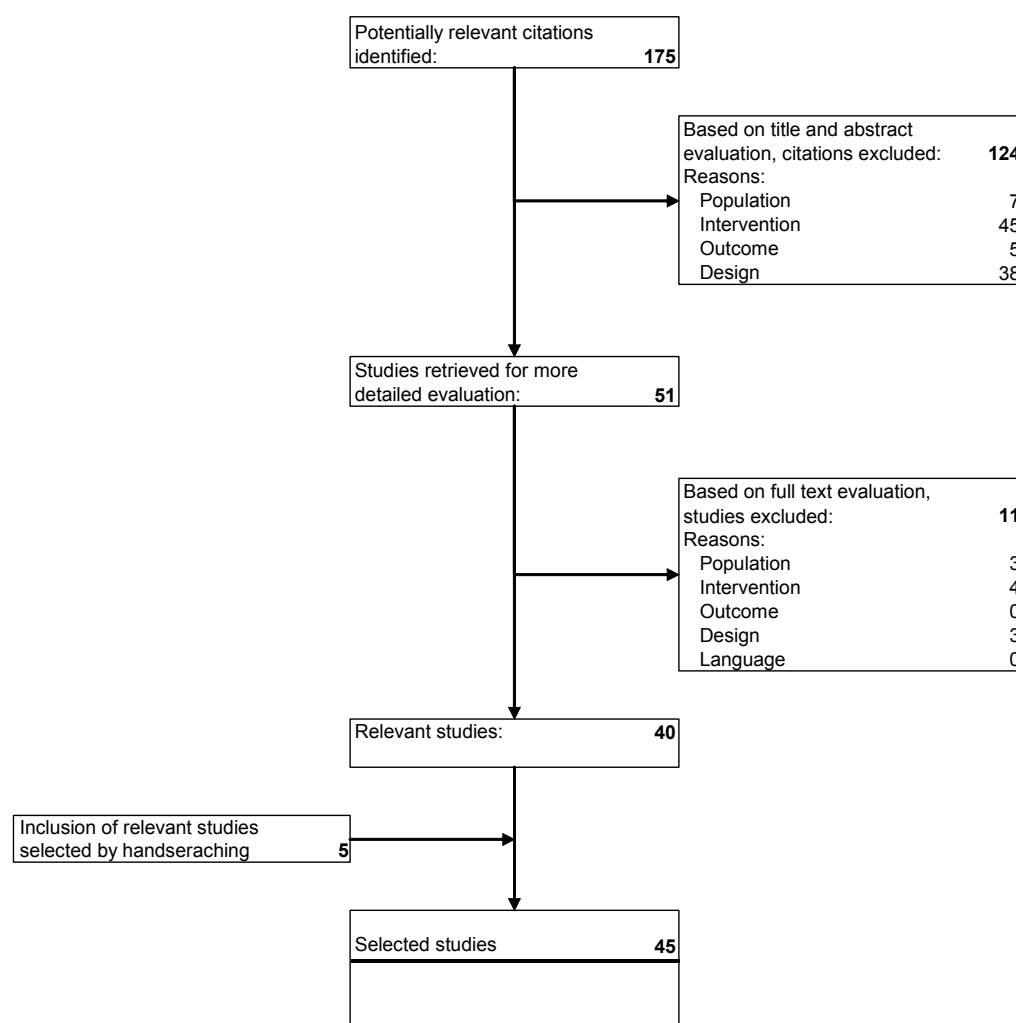 Potentially relevant citations
identified: 175
Based on title and abstract
evaluation, citations excluded: 124
Reasons:
Population 7
Intervention 45
Outcome 5
Design 38
Studies retrieved for more
detailed evaluation: 51
Based on full text evaluation,
studies excluded: 11
Reasons:
Population 3
Intervention 4
Outcome 0
Design 3
Language 0
Relevant studies: 40
Inclusion of relevant studies
selected by handseraching 5
Selected studies 45